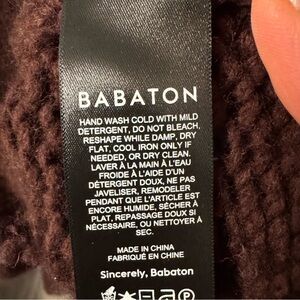 BABATON
HAND WASH COLD WITH MILD
DETERGENT, DO NOT BLEACH.
RESHAPE WHILE DAMP, DRY
FLAT, COOL IRON ONLY IF
NEEDED, OR DRY CLEAN.
LAVER À LA MAIN À L'EAU
FROIDE À L'AIDE D'UN
DÉTERGENT DOUX, NE PAS
JAVELISER, REMODELER
PENDANT QUE L'ARTICLE EST
ENCORE HUMIDE, SÉCHER À
PLAT, REPASSAGE DOUX SI
NÉCESSAIRE, OU NETTOYER À
SEC.
MADE IN CHINA
FABRIQUÉ EN CHINE
Sincerely, Babaton